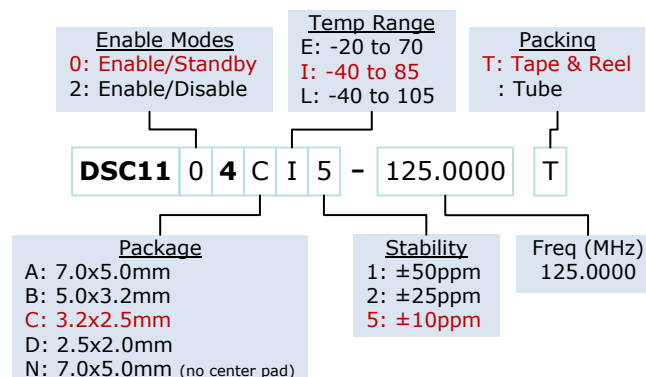 Enable Modes
0: Enable/Standby
2: Enable/Disable
Temp Range
E: -20 to 70
I: -40 to 85
L: -40 to 105
Packing
T: Tape & Reel
: Tube
DSC11 0 4 C I 5 – 125.0000 T
Package
A: 7.0x5.0mm
B: 5.0x3.2mm
C: 3.2x2.5mm
D: 2.5x2.0mm
N: 7.0x5.0mm (no center pad)
Stability
1: ±50ppm
2: ±25ppm
5: ±10ppm
Freq (MHz)
125.0000